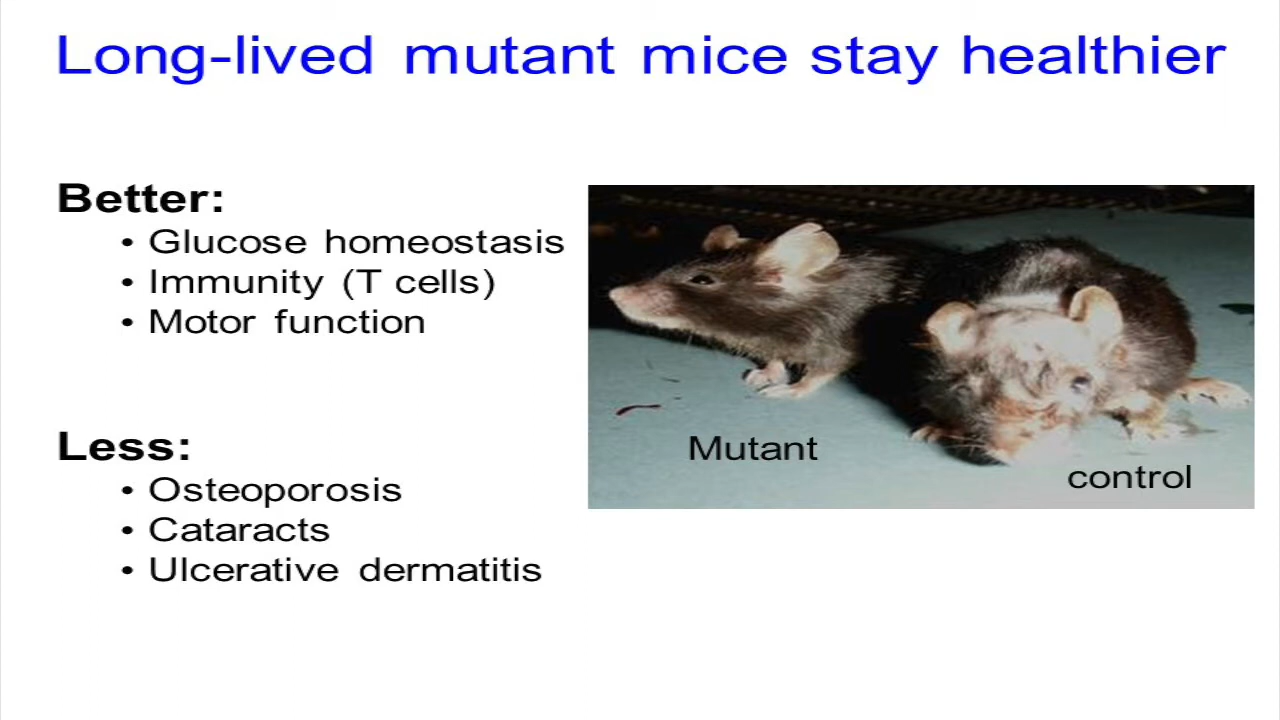 Long-lived mutant mice stay healthier
Better:
• Glucose homeostasis
• Immunity (T cells)
• Motor function
Less:
• Osteoporosis
• Cataracts
• Ulcerative dermatitis
Mutant
control